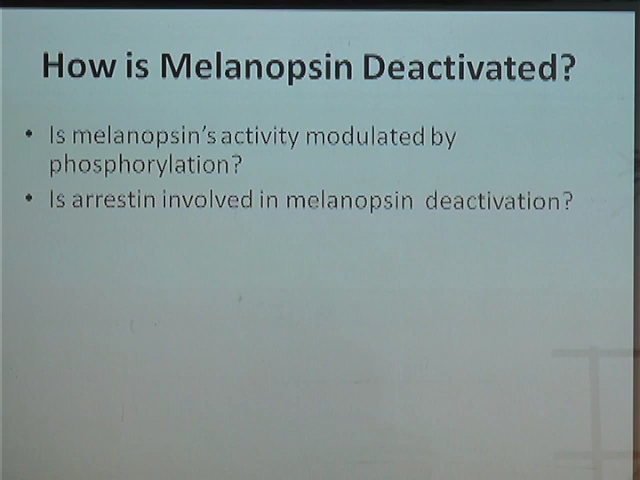 How is Melanopsin Deactivated?
• Is melanopsin's activity modulated by
phosphorylation?
• Is arrestin involved in melanopsin deactivation?